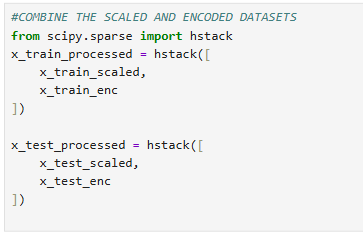 #COMBINE THE SCALED AND ENCODED DATASETS
from scipy.sparse import hstack
x_train_processed = hstack([
    x_train_scaled,
    x_train_enc
])

x_test_processed = hstack([
    x_test_scaled,
    x_test_enc
])